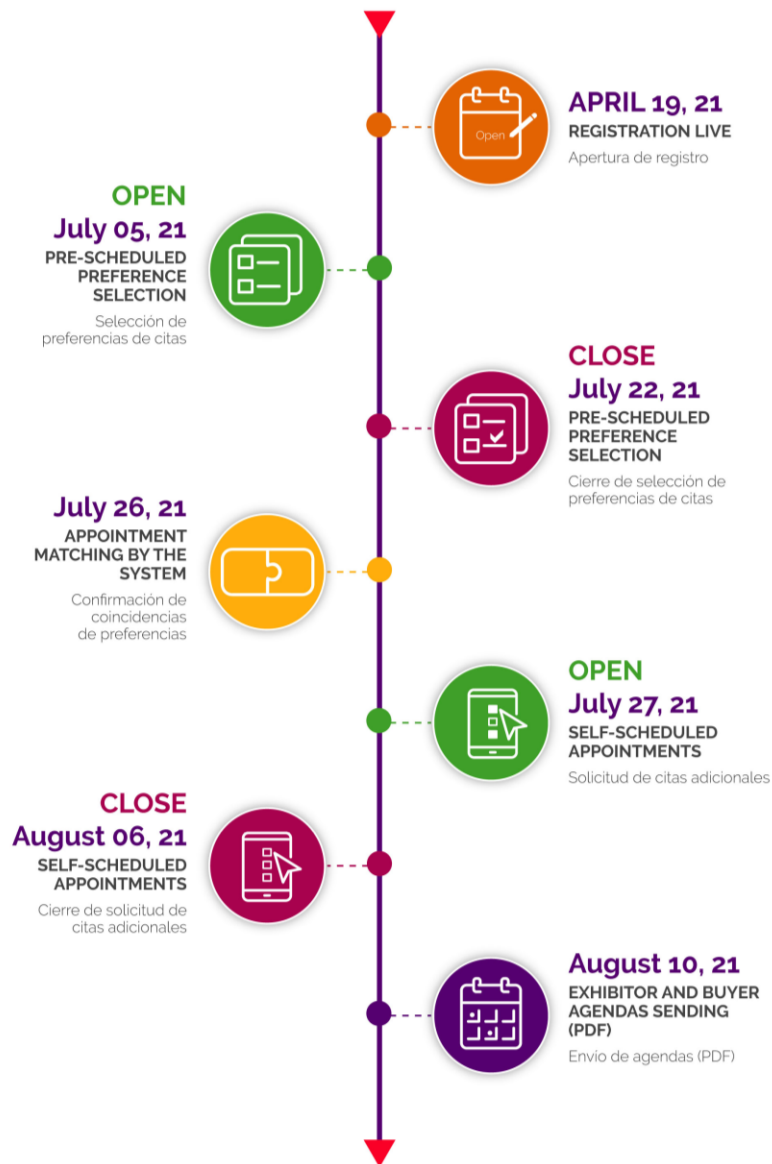 Open
APRIL 19, 21
REGISTRATION LIVE
Apertura de registro
OPEN
July 05, 21
PRE-SCHEDULED
PREFERENCE
SELECTION
Selección de
preferencias de citas
CLOSE
July 22, 21
PRE-SCHEDULED
PREFERENCE
SELECTION
Cierre de selección de
preferencias de citas
July 26, 21
APPOINTMENT
MATCHING BY THE
SYSTEM
Confirmación de
coincidencias
de preferencias
OPEN
July 27, 21
SELF-SCHEDULED
APPOINTMENTS
Solicitud de citas adicionales
CLOSE
August 06, 21
SELF-SCHEDULED
APPOINTMENTS
Cierre de solicitud de
citas adicionales
August 10, 21
EXHIBITOR AND BUYER
AGENDAS SENDING
(PDF)
Envio de agendas (PDF)